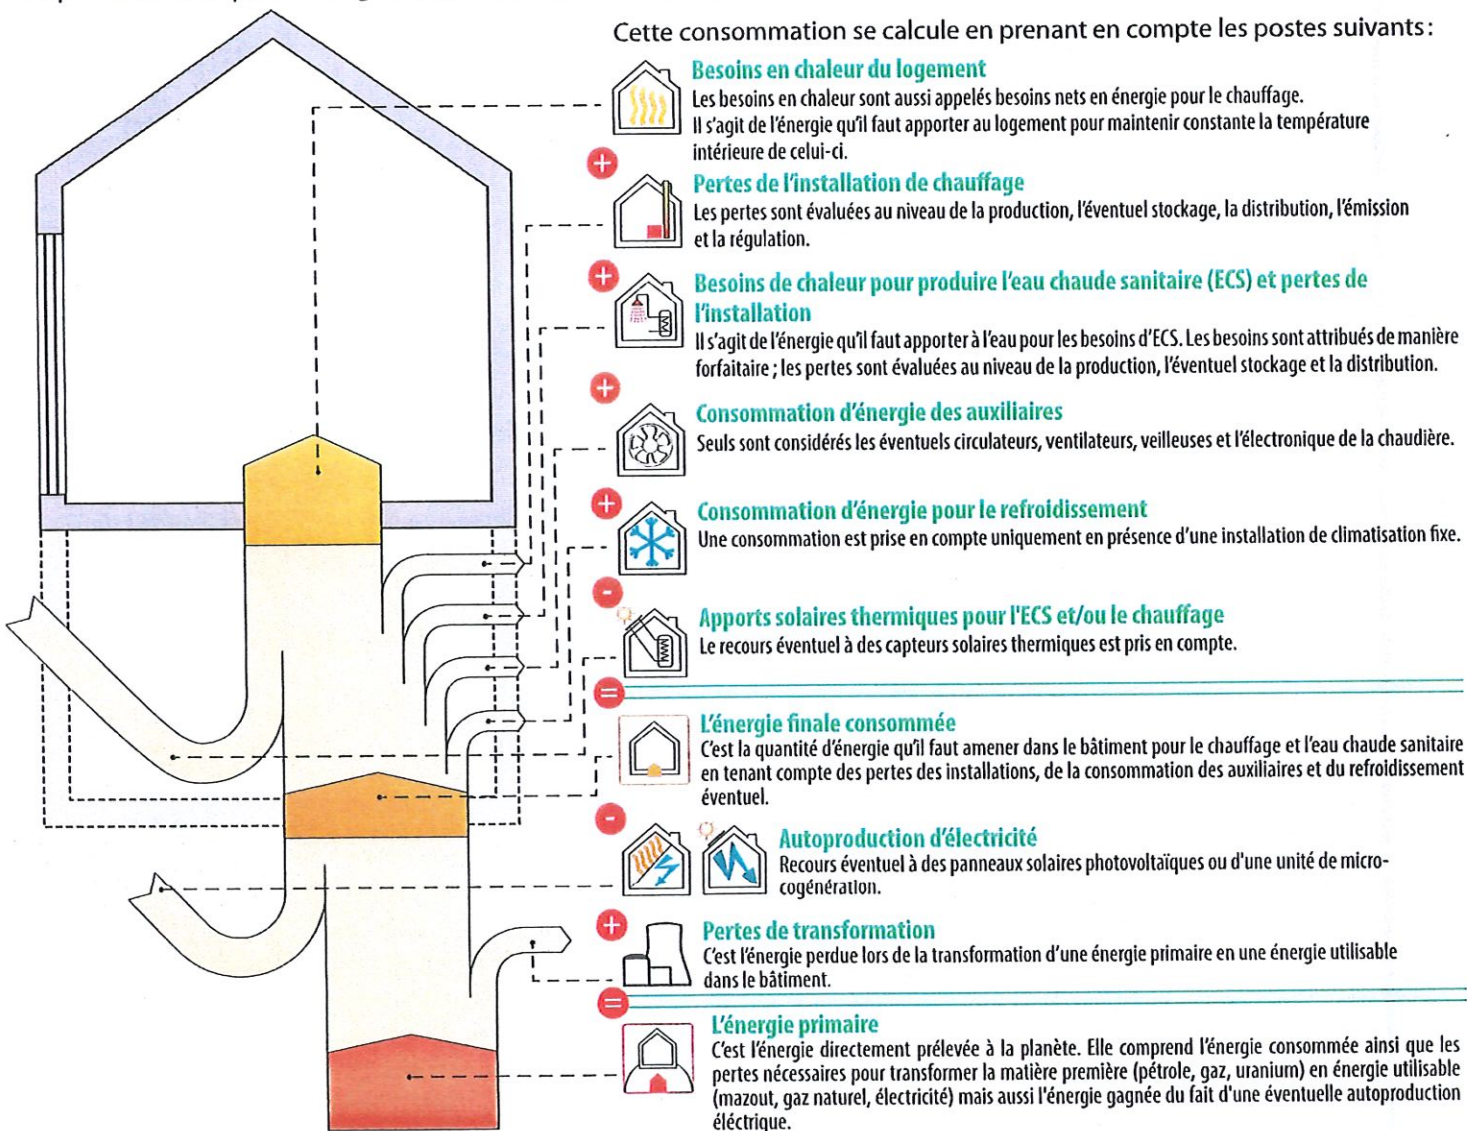 Cette consommation se calcule en prenant en compte les postes suivants :
Besoins en chaleur du logement
Les besoins en chaleur sont aussi appelés besoins nets en énergie pour le chauffage.
Il s'agit de l'énergie qu'il faut apporter au logement pour maintenir constante la température
intérieure de celui-ci.
+
Pertes de l'installation de chauffage
Les pertes sont évaluées au niveau de la production, l'éventuel stockage, la distribution, l'émission
et la régulation.
+
Besoins de chaleur pour produire l'eau chaude sanitaire (ECS) et pertes de
l'installation
Il s'agit de l'énergie qu'il faut apporter à l'eau pour les besoins d'ECS. Les besoins sont attribués de manière
forfaitaire ; les pertes sont évaluées au niveau de la production, l'éventuel stockage et la distribution.
+
Consommation d'énergie des auxiliaires
Seuls sont considérés les éventuels circulateurs, ventilateurs, veilleuses et l'électronique de la chaudière.
+
Consommation d'énergie pour le refroidissement
Une consommation est prise en compte uniquement en présence d'une installation de climatisation fixe.
-
Apports solaires thermiques pour l'ECS et/ou le chauffage
Le recours éventuel à des capteurs solaires thermiques est pris en compte.
=
L'énergie finale consommée
C'est la quantité d'énergie qu'il faut amener dans le bâtiment pour le chauffage et l'eau chaude sanitaire
en tenant compte des pertes des installations, de la consommation des auxiliaires et du refroidissement
éventuel.
-
Autoproduction d'électricité
Recours éventuel à des panneaux solaires photovoltaïques ou d'une unité de micro-
cogénération.
+
Pertes de transformation
C'est l'énergie perdue lors de la transformation d'une énergie primaire en une énergie utilisable
dans le bâtiment.
=
L'énergie primaire
C'est l'énergie directement prélevée à la planète. Elle comprend l'énergie consommée ainsi que les
pertes nécessaires pour transformer la matière première (pétrole, gaz, uranium) en énergie utilisable
(mazout, gaz naturel, électricité) mais aussi l'énergie gagnée du fait d'une éventuelle autoproduction
éléctrique.